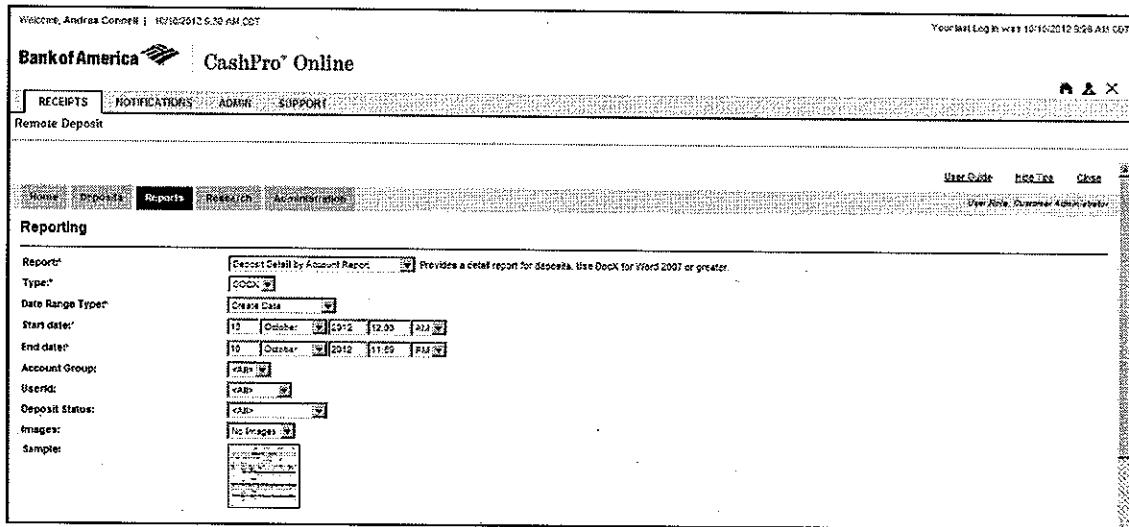 Welcome, Andrea Connell | 10/10/2012 9:30 AM CDT
Your last Log in was 10/10/2012 9:26 AM CDT
Bank of America CashPro® Online
RECEIPTS NOTIFICATIONS ADMIN SUPPORT
Remote Deposit
User Guide Hide Tips Close
Home Deposits Reports Research Administration
User Role: Customer Administrator
Reporting
Report:* Deposit Detail by Account Report Provides a detail report for deposits. Use DocX for Word 2007 or greater.
Type:* DOCX
Date Range Type:* Create Date
Start date:* 10 October 2012 12:00 AM
End date:* 10 October 2012 11:59 PM
Account Group: <All>
UserId: <All>
Deposit Status: <All>
Images: No Images
Sample: